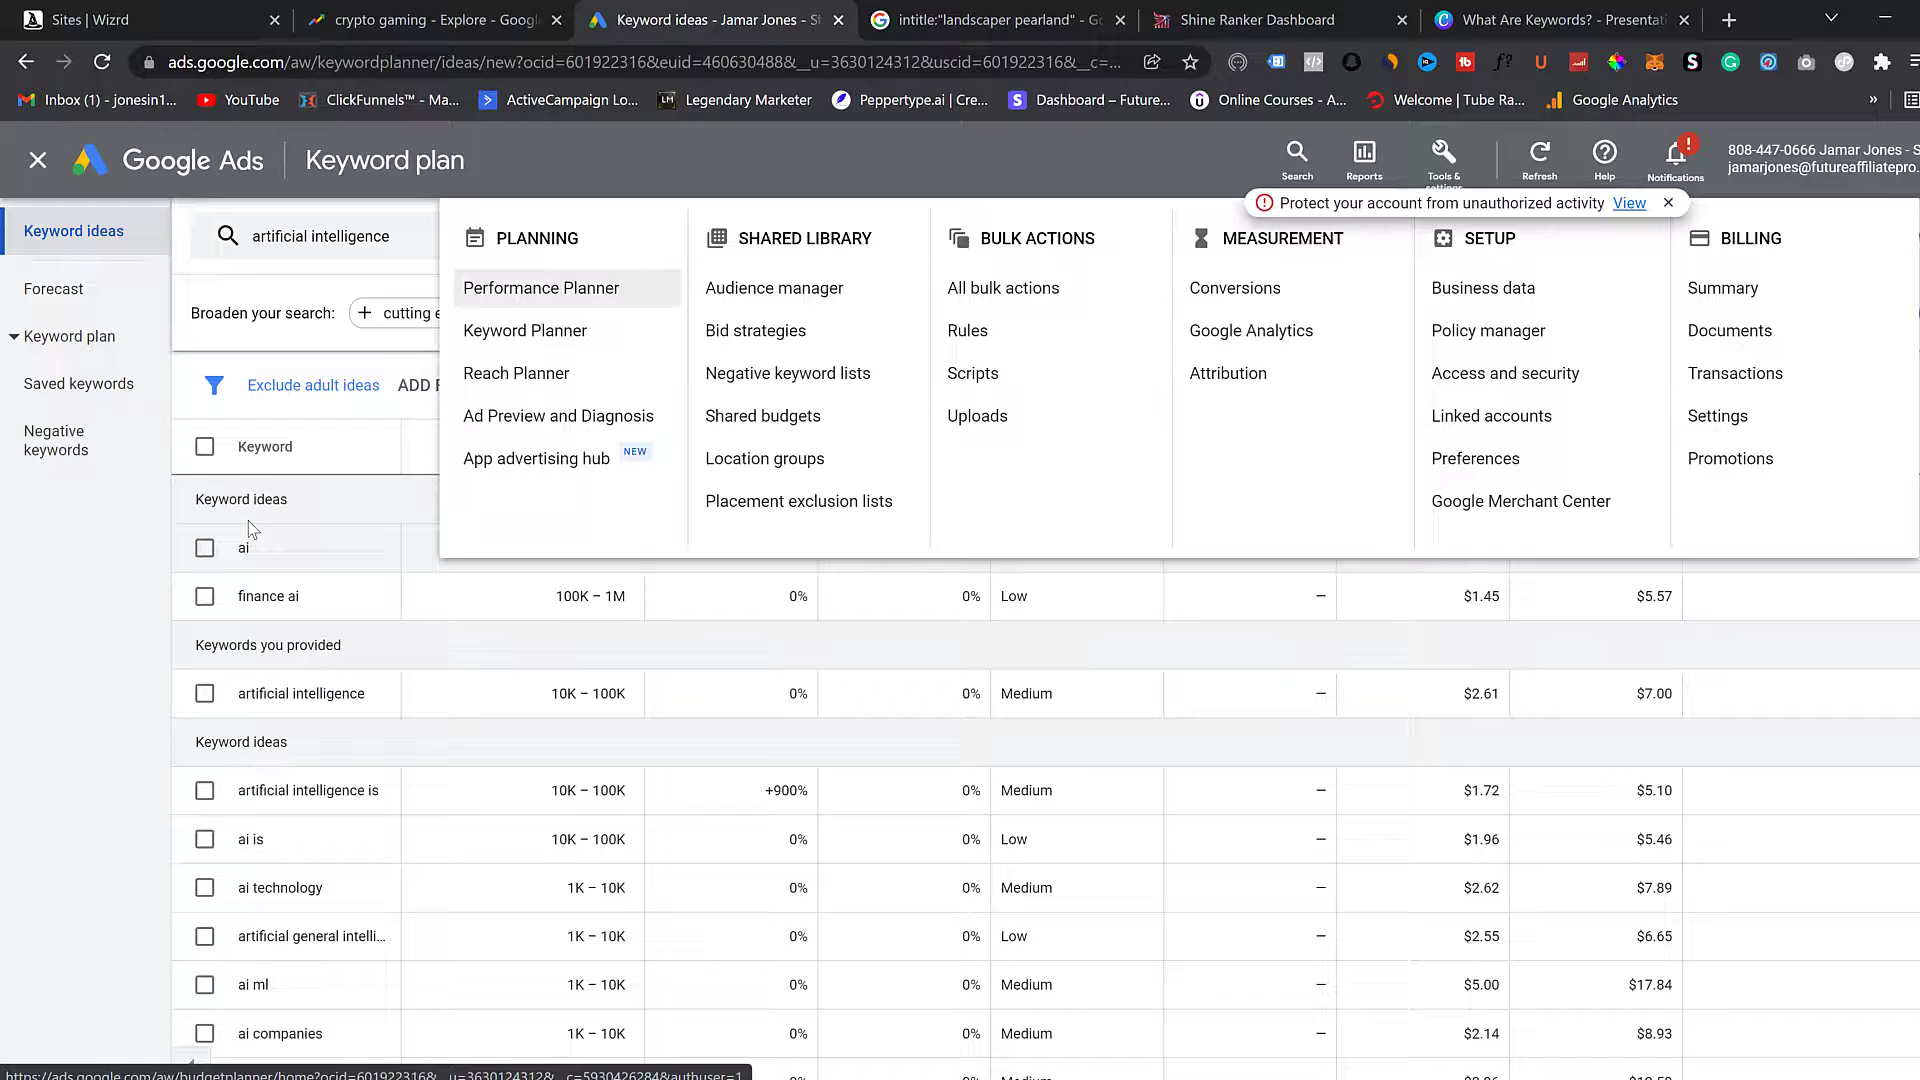 Sites | Wizrd
crypto gaming - Explore - Googl
Keyword ideas - Jamar Jones - S
intitle:"landscaper pearland" - G
Shine Ranker Dashboard
What Are Keywords? - Presentat
ads.google.com/aw/keywordplanner/ideas/new?ocid=601922316&euid=460630488&__u=3630124312&uscid=601922316&__c=...
Inbox (1) - jonesin1...
YouTube
ClickFunnels™ - Ma...
ActiveCampaign Lo...
LM Legendary Marketer
Peppertype.ai | Cre...
Dashboard – Future...
Online Courses - A...
Welcome | Tube Ra...
Google Analytics
Google Ads
Keyword plan
Search
Reports
Tools &
settings
Refresh
Help
Notifications
808-447-0666 Jamar Jones - S
jamarjones@futureaffiliatepro.
Protect your account from unauthorized activity View
Keyword ideas
Forecast
Keyword plan
Saved keywords
Negative
keywords
artificial intelligence
Broaden your search:
+ cutting e
Exclude adult ideas
ADD F
PLANNING
Performance Planner
Keyword Planner
Reach Planner
Ad Preview and Diagnosis
App advertising hub NEW
SHARED LIBRARY
Audience manager
Bid strategies
Negative keyword lists
Shared budgets
Location groups
Placement exclusion lists
BULK ACTIONS
All bulk actions
Rules
Scripts
Uploads
MEASUREMENT
Conversions
Google Analytics
Attribution
SETUP
Business data
Policy manager
Access and security
Linked accounts
Preferences
Google Merchant Center
BILLING
Summary
Documents
Transactions
Settings
Promotions
Keyword
Keyword ideas
ai
finance ai 100K – 1M 0% 0% Low – $1.45 $5.57
Keywords you provided
artificial intelligence 10K – 100K 0% 0% Medium – $2.61 $7.00
Keyword ideas
artificial intelligence is 10K – 100K +900% 0% Medium – $1.72 $5.10
ai is 10K – 100K 0% 0% Low – $1.96 $5.46
ai technology 1K – 10K 0% 0% Medium – $2.62 $7.89
artificial general intelli... 1K – 10K 0% 0% Low – $2.55 $6.65
ai ml 1K – 10K 0% 0% Medium – $5.00 $17.84
ai companies 1K – 10K 0% 0% Medium – $2.14 $8.93